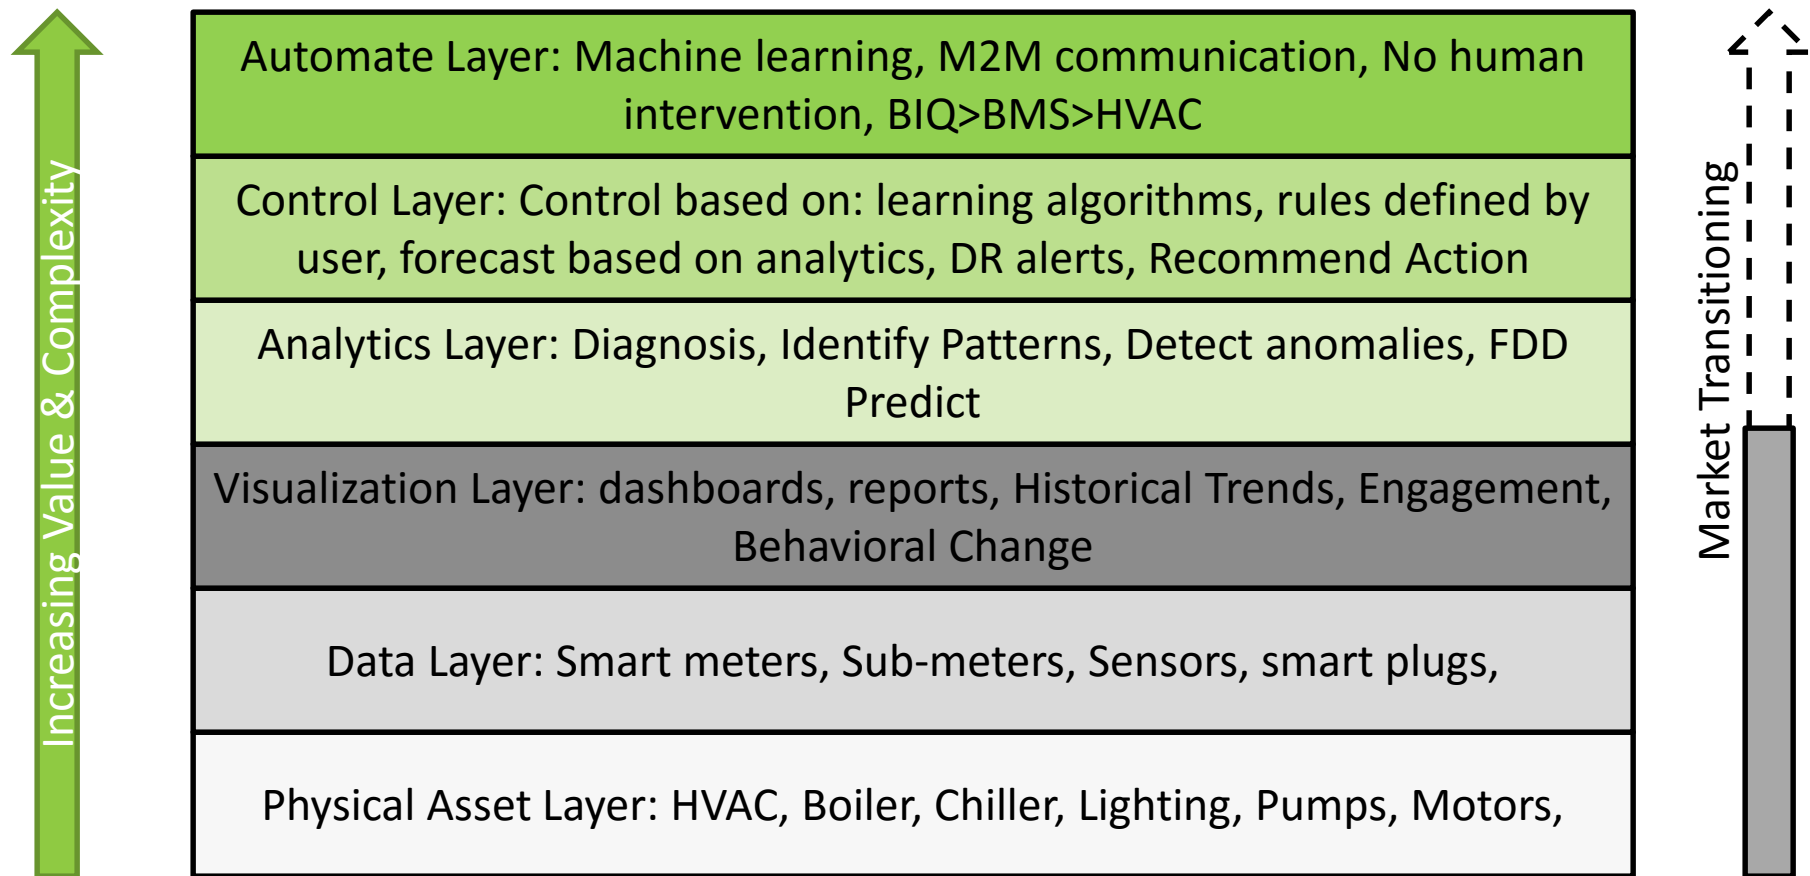 Increasing Value & Complexity
Automate Layer: Machine learning, M2M communication, No human
intervention, BIQ>BMS>HVAC
Control Layer: Control based on: learning algorithms, rules defined by
user, forecast based on analytics, DR alerts, Recommend Action
Analytics Layer: Diagnosis, Identify Patterns, Detect anomalies, FDD
Predict
Visualization Layer: dashboards, reports, Historical Trends, Engagement,
Behavioral Change
Data Layer: Smart meters, Sub-meters, Sensors, smart plugs,
Physical Asset Layer: HVAC, Boiler, Chiller, Lighting, Pumps, Motors,
Market Transitioning